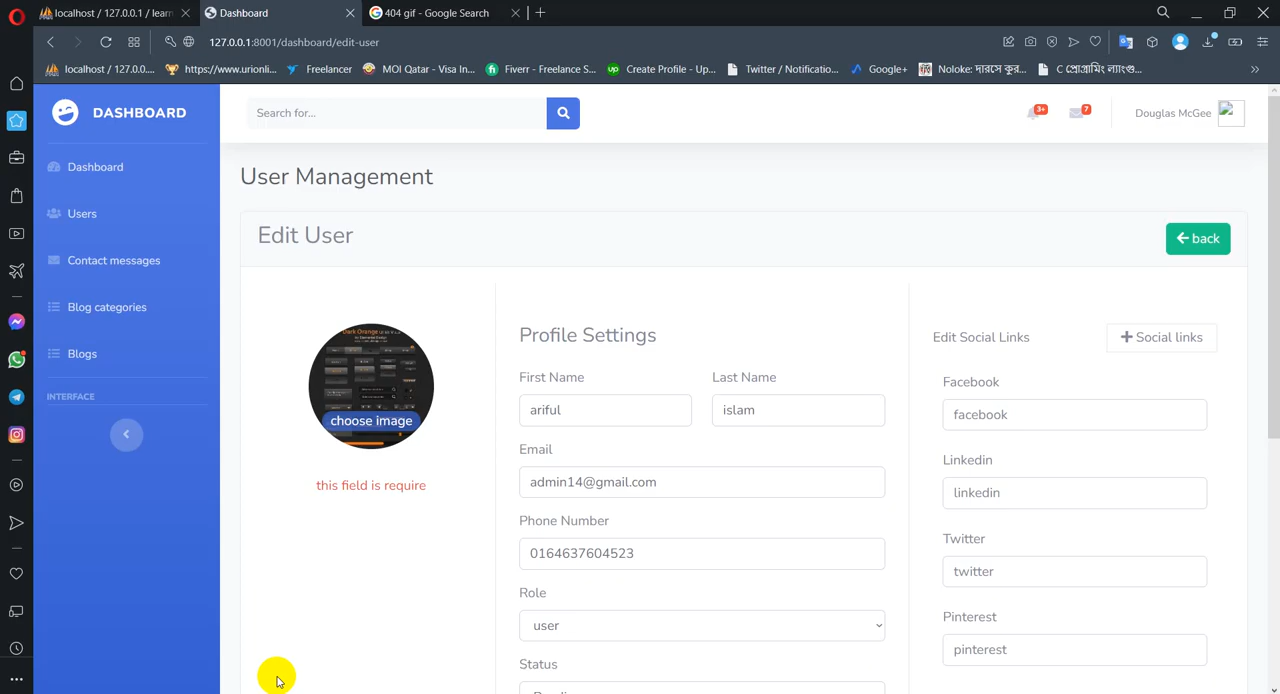 localhost / 127.0.0.1 / learn
Dashboard
404 gif - Google Search
127.0.0.1:8001/dashboard/edit-user
localhost / 127.0.0....
https://www.urionli...
Freelancer
MOI Qatar - Visa In...
Fiverr - Freelance S...
Create Profile - Up...
Twitter / Notificatio...
Google+
Noloke: দারসে কুর...
C প্রোগ্রামিং ল্যাংগু...
DASHBOARD
Search for...
3+
7
Douglas McGee
Dashboard
Users
Contact messages
Blog categories
Blogs
INTERFACE
User Management
Edit User
back
Dark Orange
choose image
this field is require
Profile Settings
First Name
Last Name
ariful
islam
Email
admin14@gmail.com
Phone Number
0164637604523
Role
user
Status
Edit Social Links
Social links
Facebook
facebook
Linkedin
linkedin
Twitter
twitter
Pinterest
pinterest